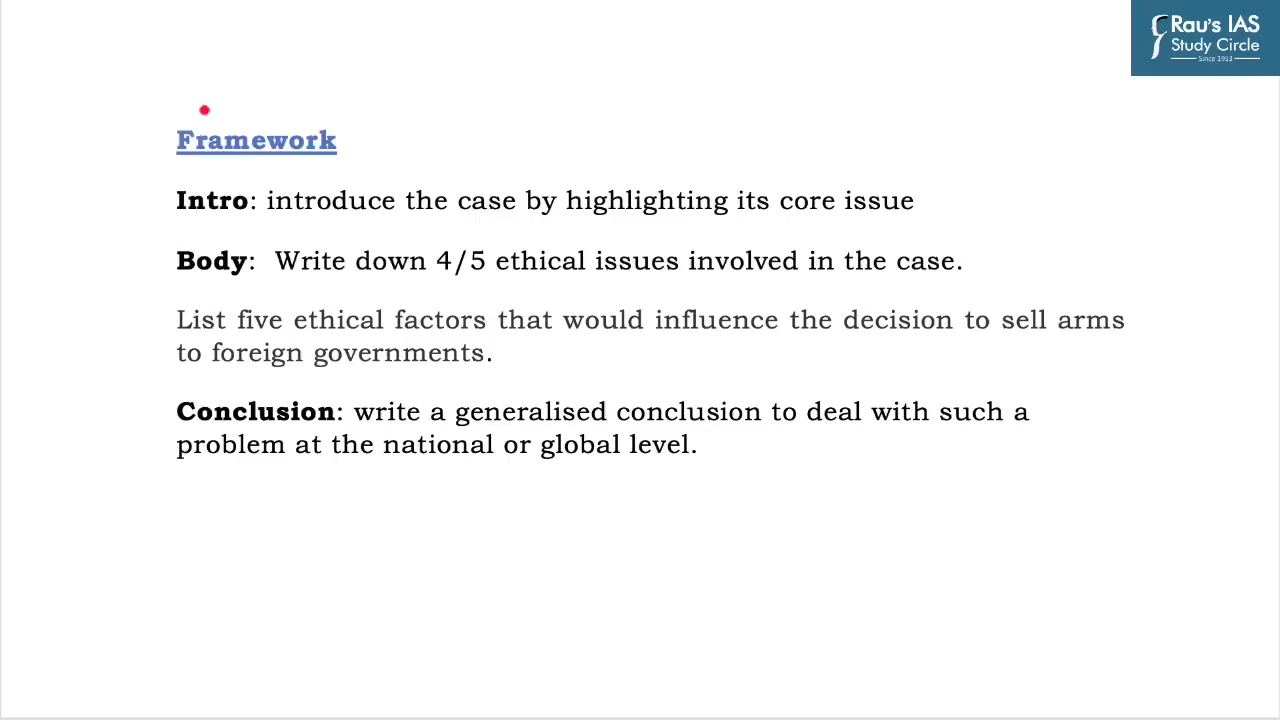 Rau's IAS
Study Circle
Since 1953
Framework
Intro: introduce the case by highlighting its core issue
Body: Write down 4/5 ethical issues involved in the case.
List five ethical factors that would influence the decision to sell arms
to foreign governments.
Conclusion: write a generalised conclusion to deal with such a
problem at the national or global level.